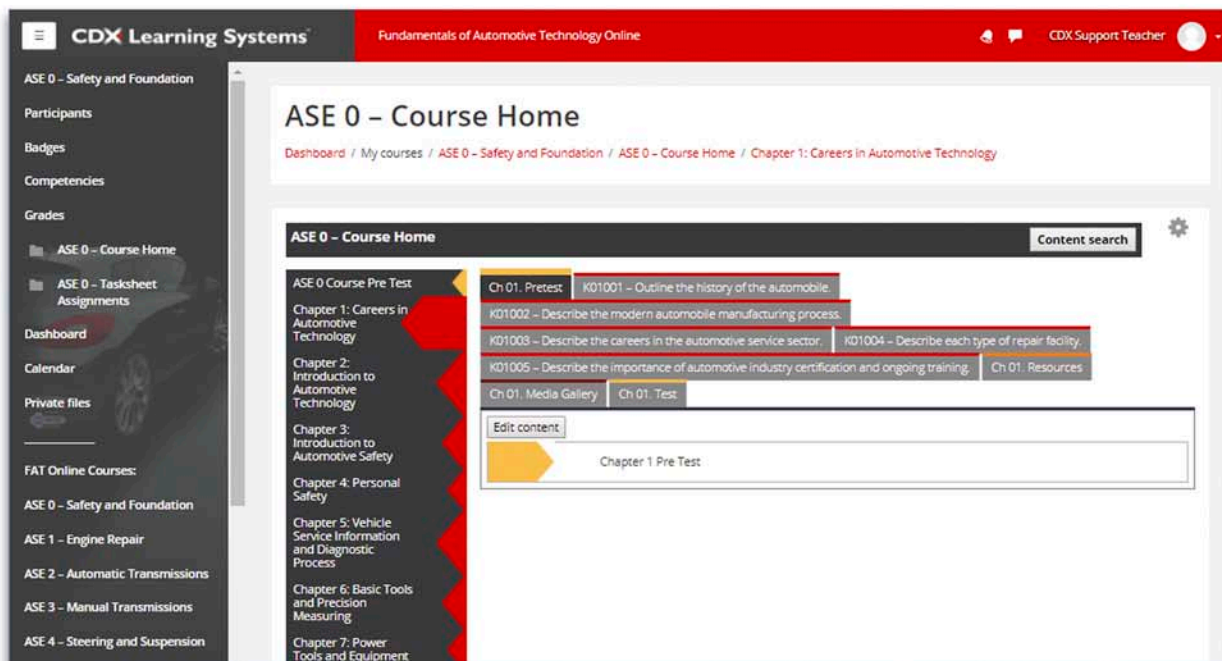 CDX Learning Systems
Fundamentals of Automotive Technology Online
CDX Support Teacher
ASE 0 – Safety and Foundation
Participants
Badges
Competencies
Grades
ASE 0 – Course Home
ASE 0 – Tasksheet
Assignments
Dashboard
Calendar
Private files
FAT Online Courses:
ASE 0 – Safety and Foundation
ASE 1 – Engine Repair
ASE 2 – Automatic Transmissions
ASE 3 – Manual Transmissions
ASE 4 – Steering and Suspension
ASE 0 – Course Home
Dashboard / My courses / ASE 0 – Safety and Foundation / ASE 0 – Course Home / Chapter 1: Careers in Automotive Technology
ASE 0 – Course Home
Content search
ASE 0 Course Pre Test
Chapter 1: Careers in
Automotive
Technology
Chapter 2:
Introduction to
Automotive
Technology
Chapter 3:
Introduction to
Automotive Safety
Chapter 4: Personal
Safety
Chapter 5: Vehicle
Service Information
and Diagnostic
Process
Chapter 6: Basic Tools
and Precision
Measuring
Chapter 7: Power
Tools and Equipment
Ch 01. Pretest
K01001 – Outline the history of the automobile.
K01002 – Describe the modern automobile manufacturing process.
K01003 – Describe the careers in the automotive service sector.
K01004 – Describe each type of repair facility.
K01005 – Describe the importance of automotive industry certification and ongoing training.
Ch 01. Resources
Ch 01. Media Gallery
Ch 01. Test
Edit content
Chapter 1 Pre Test